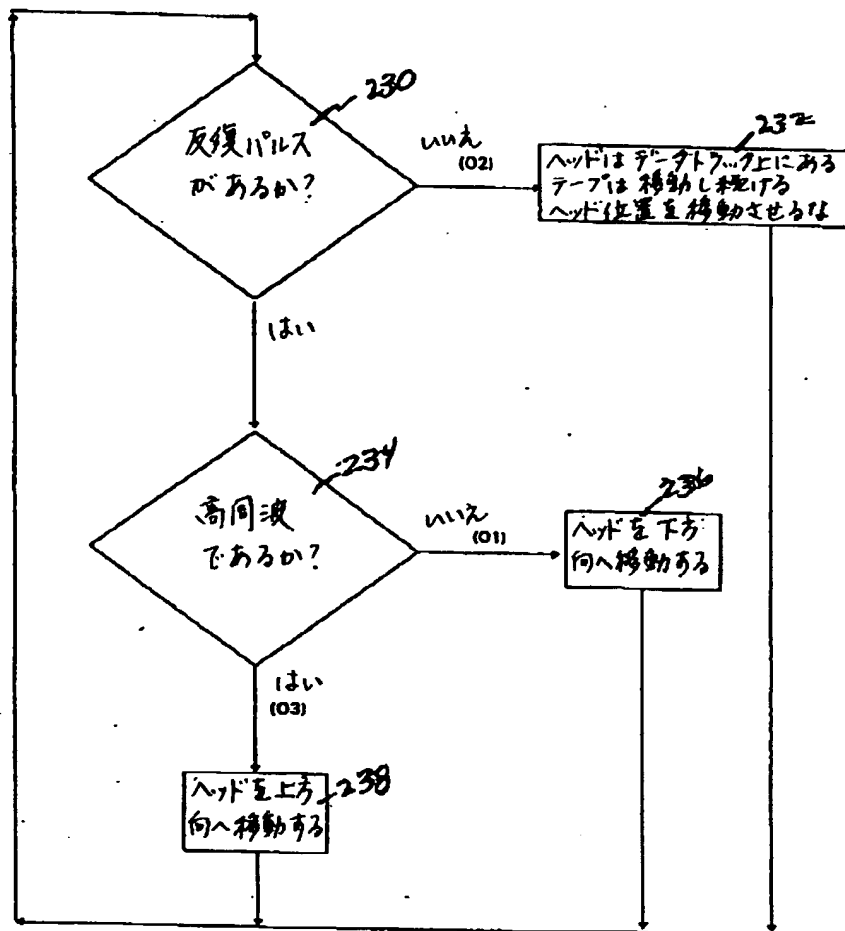 230
反復パルス
があるか?
いいえ
(02)
232
ヘッドはデータトラック上にある
テープは移動し続ける
ヘッド位置を移動させるな
はい
234
高周波
であるか?
いいえ
(01)
236
ヘッドを下方
向へ移動する
はい
(03)
238
ヘッドを上方
向へ移動する